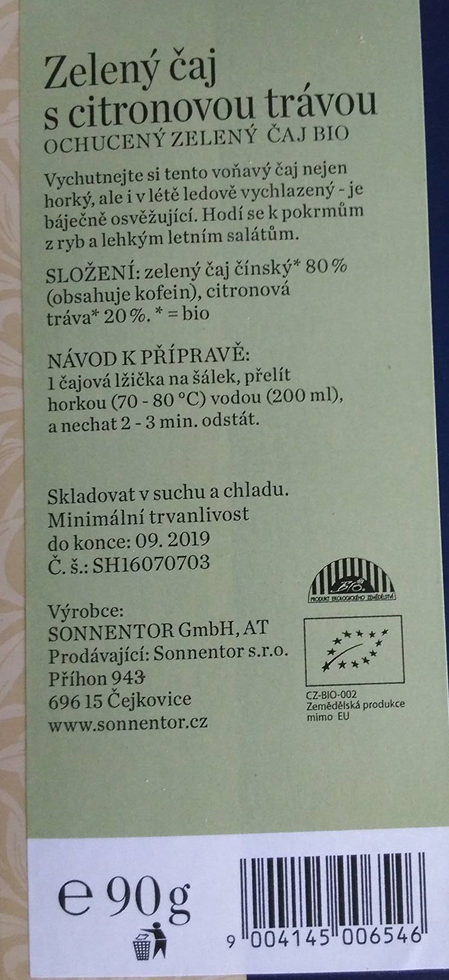 Zelený čaj
s citronovou trávou
OCHUCENÝ ZELENÝ ČAJ BIO
Vychutnejte si tento voňavý čaj nejen
horký, ale i v létě ledově vychlazený - je
báječně osvěžující. Hodí se k pokrmům
z ryb a lehkým letním salátům.
SLOŽENÍ: zelený čaj čínský* 80 %
(obsahuje kofein), citronová
tráva* 20 %. * = bio
NÁVOD K PŘÍPRAVĚ:
1 čajová lžička na šálek, přelít
horkou (70 - 80 °C) vodou (200 ml),
a nechat 2 - 3 min. odstát.
Skladovat v suchu a chladu.
Minimální trvanlivost
do konce: 09. 2019
Č. š.: SH16070703
Výrobce:
SONNENTOR GmbH, AT
Prodávající: Sonnentor s.r.o.
Příhon 943
696 15 Čejkovice
www.sonnentor.cz
BIO
PRODUKT EKOLOGICKÉHO ZEMĚDĚLSTVÍ
CZ-BIO-002
Zemědělská produkce
mimo EU
e 90 g
9 004145 006546